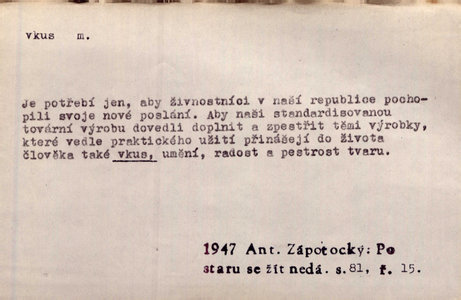 vkus m.
Je potřebí jen, aby živnostníci v naší republice pocho-
pili svoje nové poslání. Aby naši standardisovanou
tovární výrobu dovedli doplnit a zpestřit těmi výrobky,
které vedle praktického užití přinášejí do života
člověka také vkus, umění, radost a pestrost tvaru.
1947 Ant. Zápotocký: Po
staru se žít nedá. s.81, ř. 15.